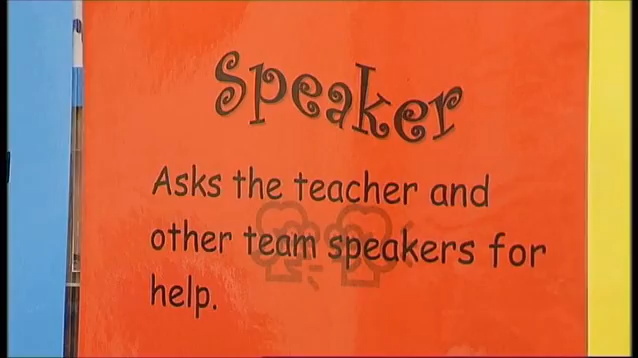 Speaker
Asks the teacher and
other team speakers for
help.